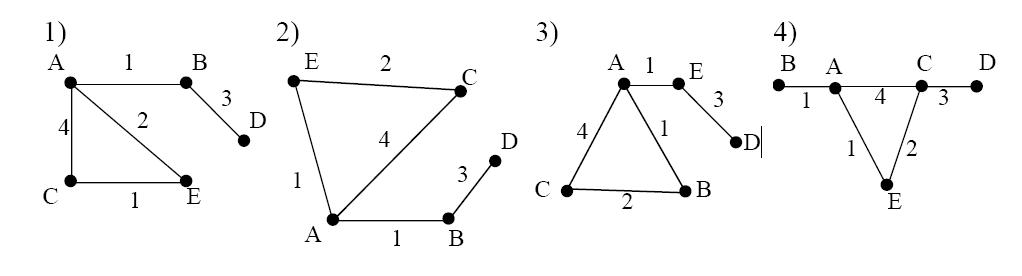 1) 2) 3) 4)
A 1 B
4 2 3 D
C 1 E
E 2 C
1 4 3 D
A 1 B
A 1 E
4 1 3 D
C 2 B
B A C D
1 4 3
1 2
E